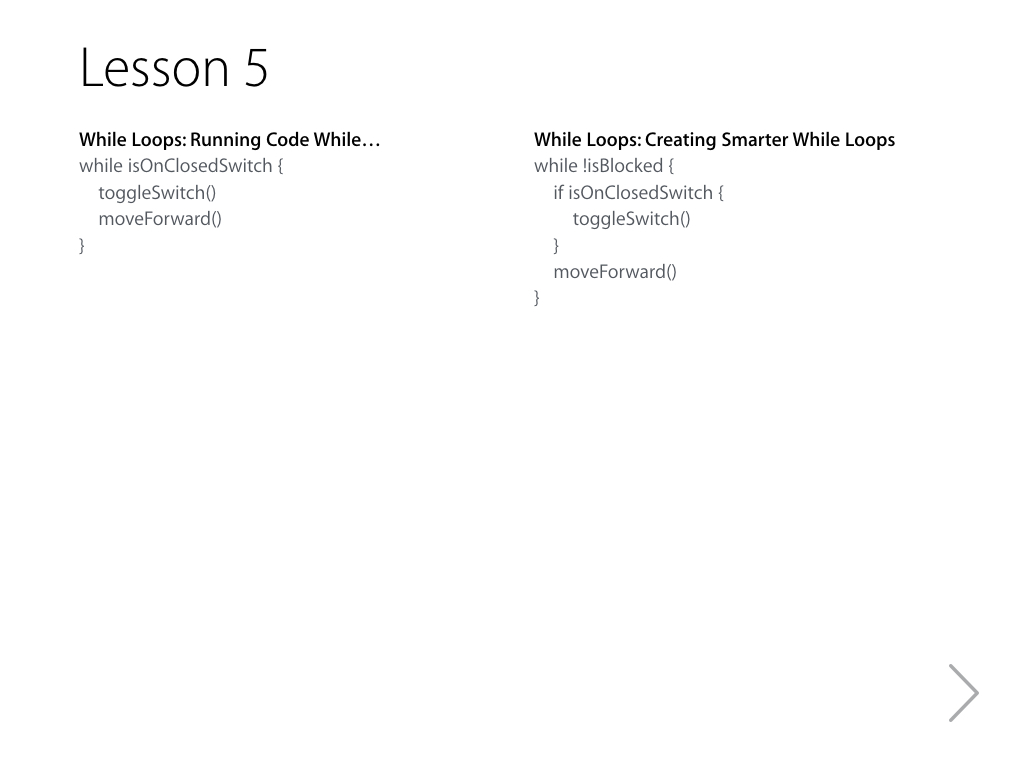 Lesson 5
While Loops: Running Code While…
while isOnClosedSwitch {
    toggleSwitch()
    moveForward()
}
While Loops: Creating Smarter While Loops
while !isBlocked {
    if isOnClosedSwitch {
        toggleSwitch()
    }
    moveForward()
}